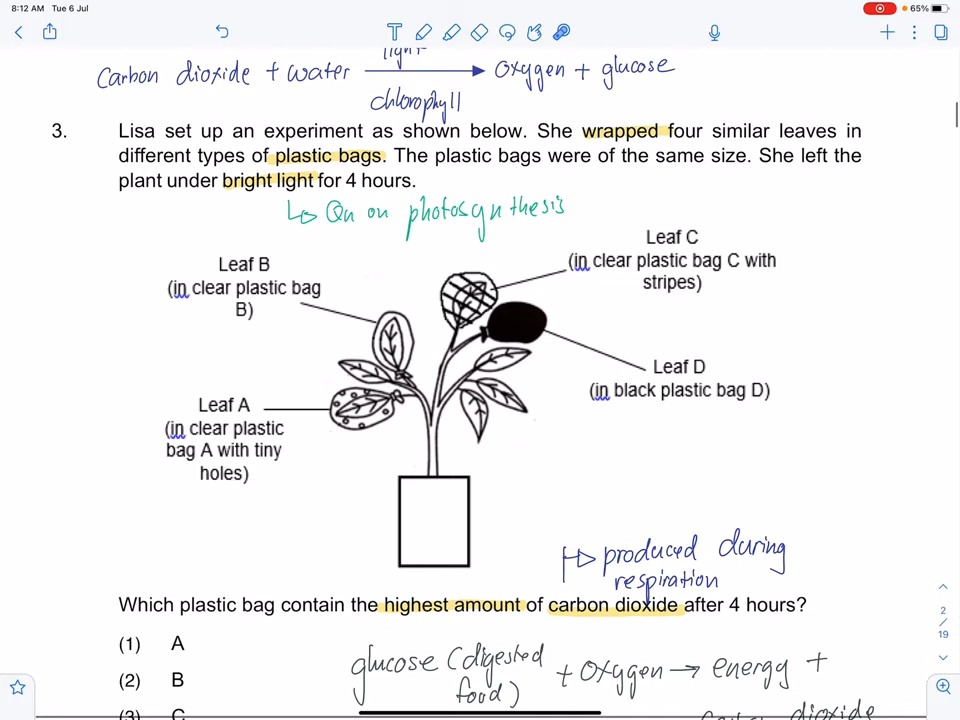 8:12 AM Tue 6 Jul
65%
light
Carbon dioxide + water → oxygen + glucose
chlorophyll
3. Lisa set up an experiment as shown below. She wrapped four similar leaves in
different types of plastic bags. The plastic bags were of the same size. She left the
plant under bright light for 4 hours.
↳ Qn on photosynthesis
Leaf C
(in clear plastic bag C with
stripes)
Leaf B
(in clear plastic bag
B)
Leaf D
(in black plastic bag D)
Leaf A
(in clear plastic
bag A with tiny
holes)
produced during
respiration
Which plastic bag contain the highest amount of carbon dioxide after 4 hours?
(1) A
glucose (digested
food)
+ oxygen → energy +
(2) B
carbon dioxide
(3) C
2
/
19